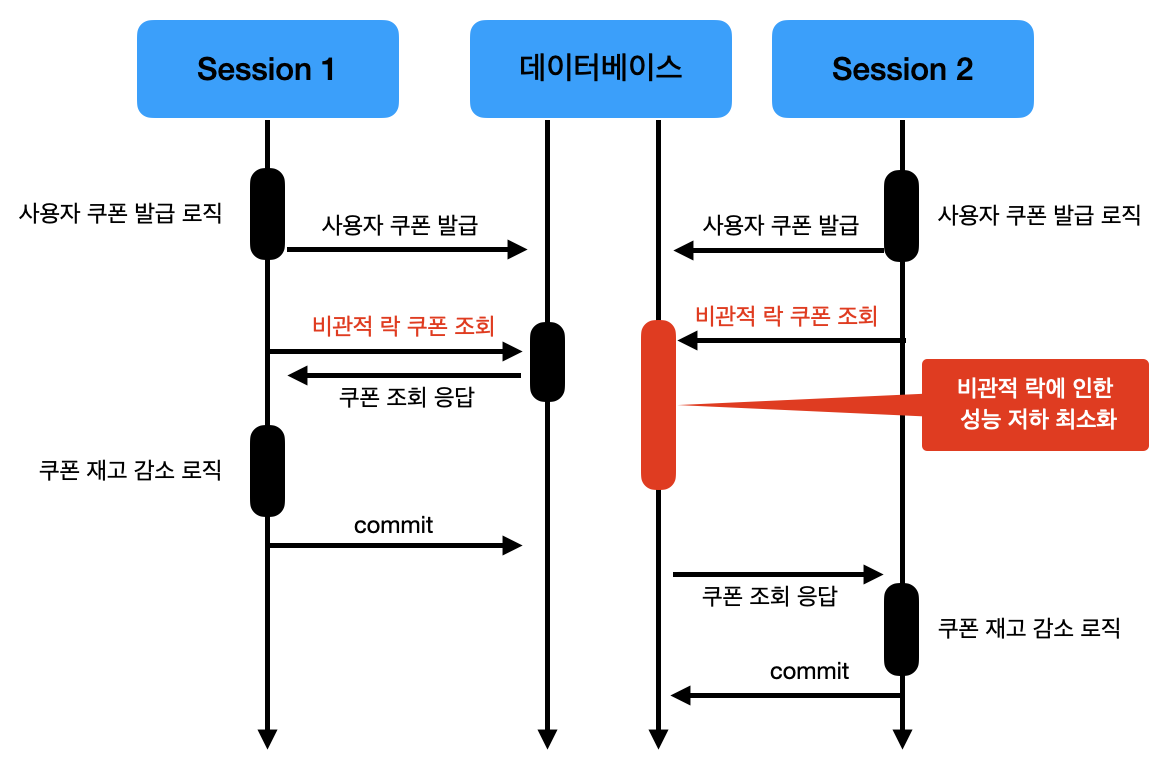 Session 1
데이터베이스
Session 2
사용자 쿠폰 발급 로직
사용자 쿠폰 발급
사용자 쿠폰 발급
사용자 쿠폰 발급 로직
비관적 락 쿠폰 조회
비관적 락 쿠폰 조회
쿠폰 조회 응답
비관적 락에 인한
성능 저하 최소화
쿠폰 재고 감소 로직
commit
쿠폰 조회 응답
쿠폰 재고 감소 로직
commit